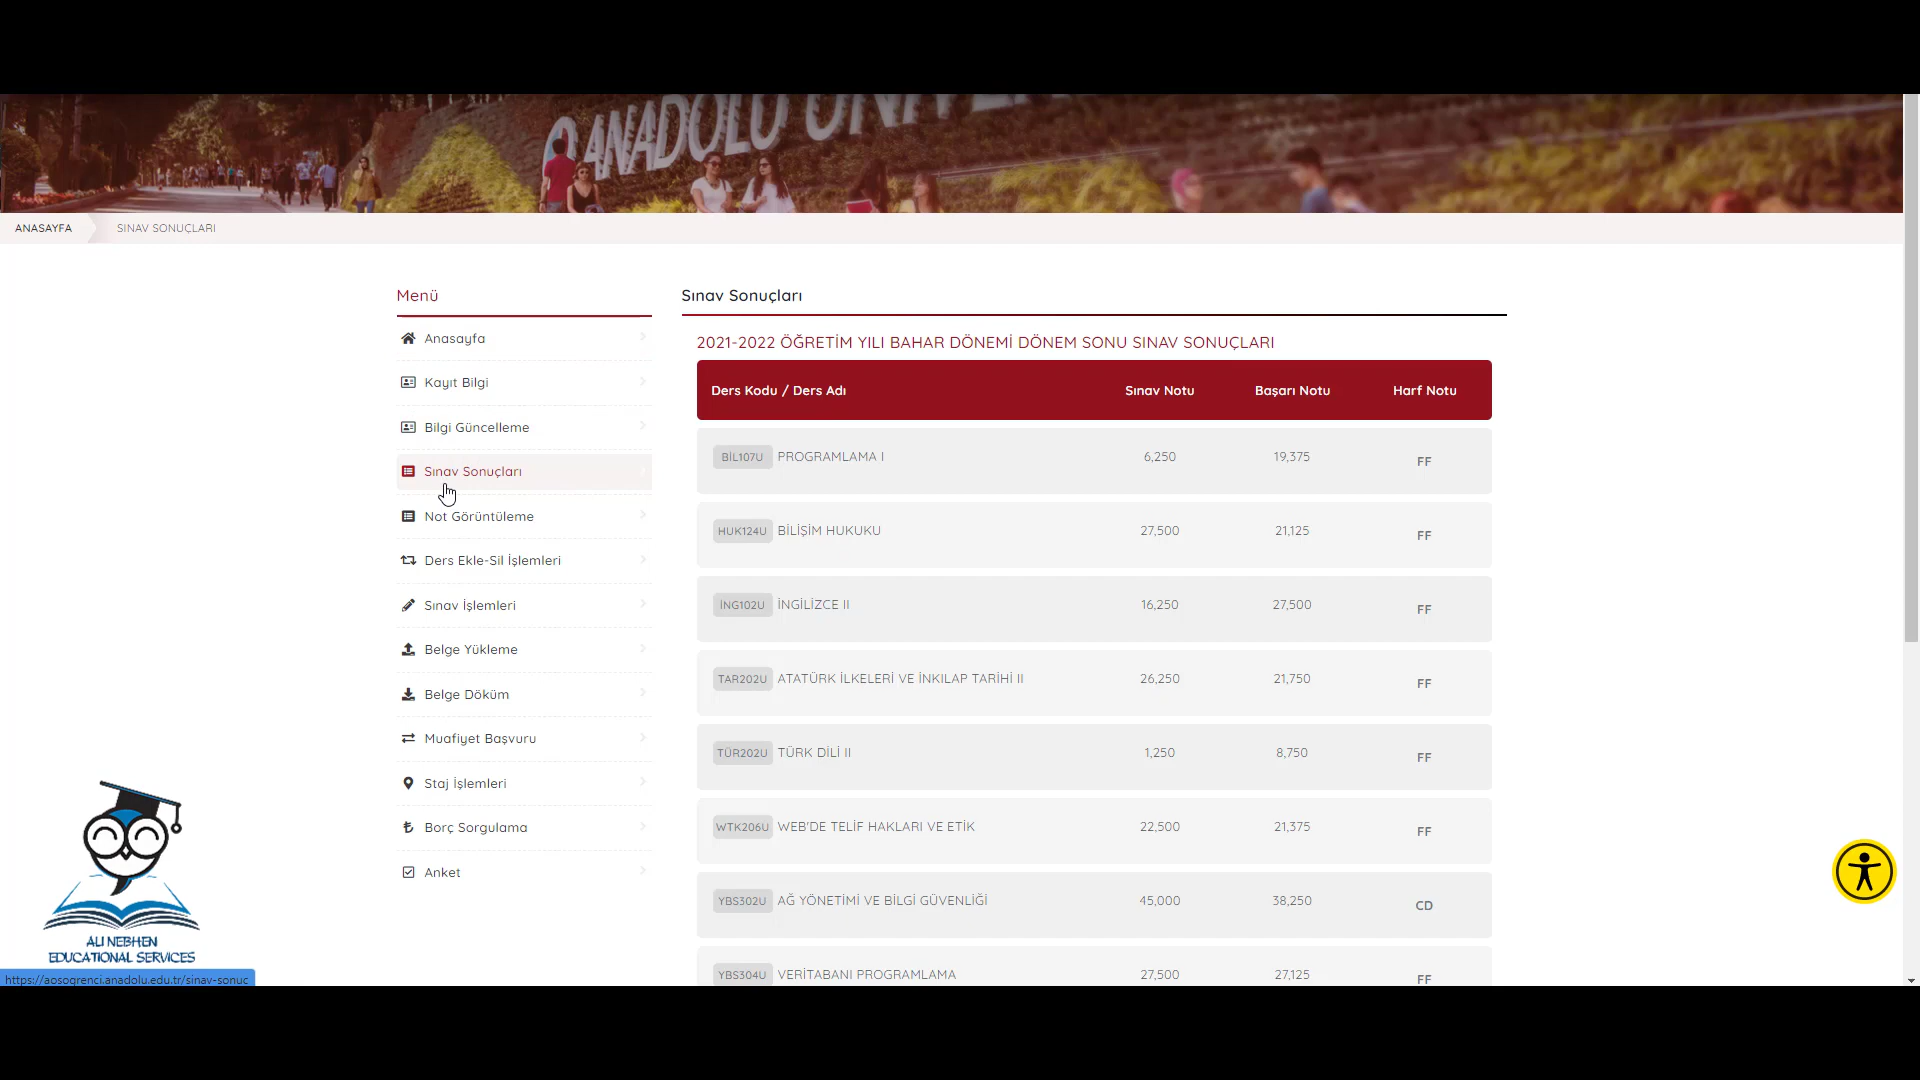 ANADOLU ÜNİV
ANASAYFA
SINAV SONUÇLARI
Menü
Anasayfa
Kayıt Bilgi
Bilgi Güncelleme
Sınav Sonuçları
Not Görüntüleme
Ders Ekle-Sil İşlemleri
Sınav İşlemleri
Belge Yükleme
Belge Döküm
Muafiyet Başvuru
Staj İşlemleri
Borç Sorgulama
Anket
Sınav Sonuçları
2021-2022 ÖĞRETİM YILI BAHAR DÖNEMİ DÖNEM SONU SINAV SONUÇLARI
Ders Kodu / Ders Adı Sınav Notu Başarı Notu Harf Notu
BİL107U PROGRAMLAMA I 6,250 19,375 FF
HUK124U BİLİŞİM HUKUKU 27,500 21,125 FF
İNG102U İNGİLİZCE II 16,250 27,500 FF
TAR202U ATATÜRK İLKELERİ VE İNKILAP TARİHİ II 26,250 21,750 FF
TÜR202U TÜRK DİLİ II 1,250 8,750 FF
WTK206U WEB'DE TELİF HAKLARI VE ETİK 22,500 21,375 FF
YBS302U AĞ YÖNETİMİ VE BİLGİ GÜVENLİĞİ 45,000 38,250 CD
YBS304U VERİTABANI PROGRAMLAMA 27,500 27,125 FF
ALI NEBHEN
EDUCATIONAL SERVICES
https://aosogrenci.anadolu.edu.tr/sinav-sonuc